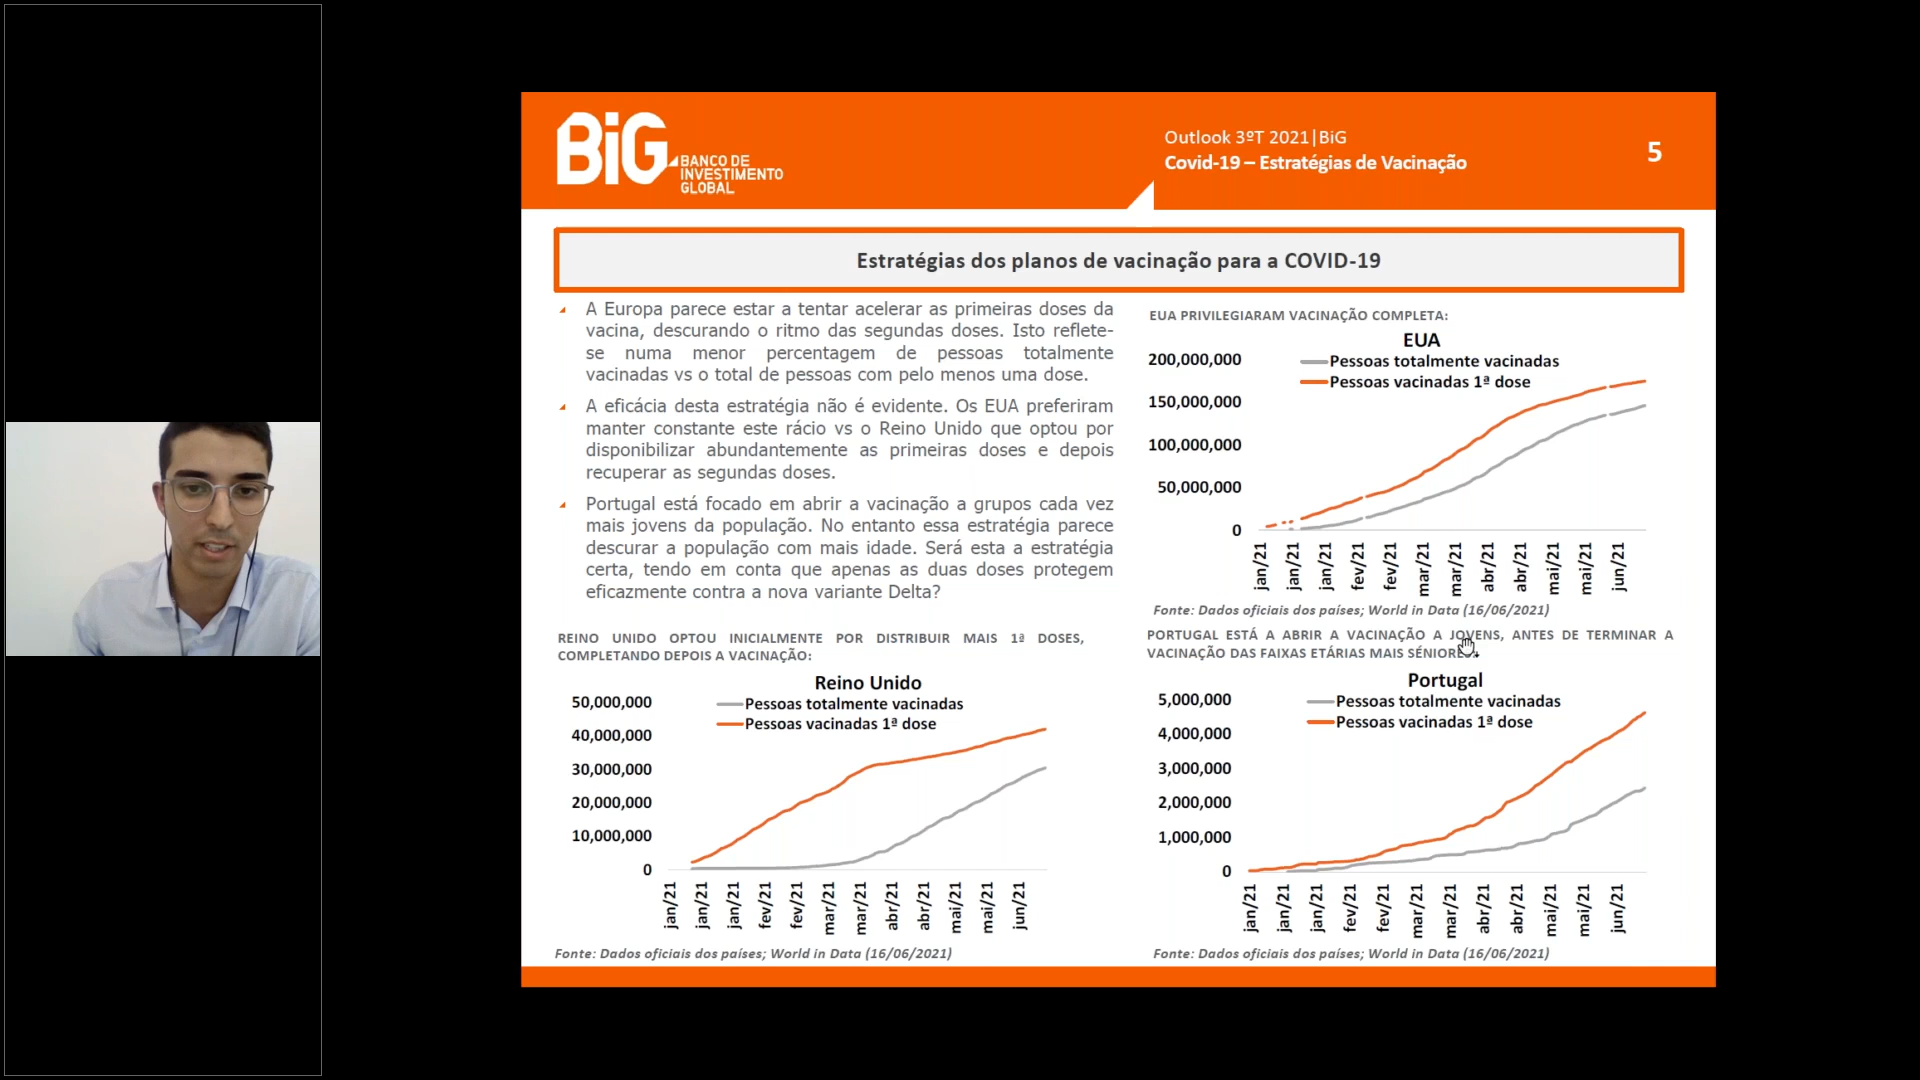 BiG
BANCO DE
INVESTIMENTO
GLOBAL
Outlook 3ºT 2021|BiG
Covid-19 – Estratégias de Vacinação
5
Estratégias dos planos de vacinação para a COVID-19
A Europa parece estar a tentar acelerar as primeiras doses da
vacina, descurando o ritmo das segundas doses. Isto reflete-
se numa menor percentagem de pessoas totalmente
vacinadas vs o total de pessoas com pelo menos uma dose.
A eficácia desta estratégia não é evidente. Os EUA preferiram
manter constante este rácio vs o Reino Unido que optou por
disponibilizar abundantemente as primeiras doses e depois
recuperar as segundas doses.
Portugal está focado em abrir a vacinação a grupos cada vez
mais jovens da população. No entanto essa estratégia parece
descurar a população com mais idade. Será esta a estratégia
certa, tendo em conta que apenas as duas doses protegem
eficazmente contra a nova variante Delta?
EUA PRIVILEGIARAM VACINAÇÃO COMPLETA:
EUA
Pessoas totalmente vacinadas
Pessoas vacinadas 1ª dose
200,000,000
150,000,000
100,000,000
50,000,000
0
jan/21
jan/21
jan/21
fev/21
fev/21
mar/21
mar/21
abr/21
abr/21
mai/21
mai/21
jun/21
Fonte: Dados oficiais dos países; World in Data (16/06/2021)
REINO UNIDO OPTOU INICIALMENTE POR DISTRIBUIR MAIS 1ª DOSES,
COMPLETANDO DEPOIS A VACINAÇÃO:
Reino Unido
Pessoas totalmente vacinadas
Pessoas vacinadas 1ª dose
50,000,000
40,000,000
30,000,000
20,000,000
10,000,000
0
jan/21
jan/21
jan/21
fev/21
fev/21
mar/21
mar/21
abr/21
abr/21
mai/21
mai/21
jun/21
Fonte: Dados oficiais dos países; World in Data (16/06/2021)
PORTUGAL ESTÁ A ABRIR A VACINAÇÃO A JOVENS, ANTES DE TERMINAR A
VACINAÇÃO DAS FAIXAS ETÁRIAS MAIS SÉNIORES:
Portugal
Pessoas totalmente vacinadas
Pessoas vacinadas 1ª dose
5,000,000
4,000,000
3,000,000
2,000,000
1,000,000
0
jan/21
jan/21
jan/21
fev/21
fev/21
mar/21
mar/21
abr/21
abr/21
mai/21
mai/21
jun/21
Fonte: Dados oficiais dos países; World in Data (16/06/2021)